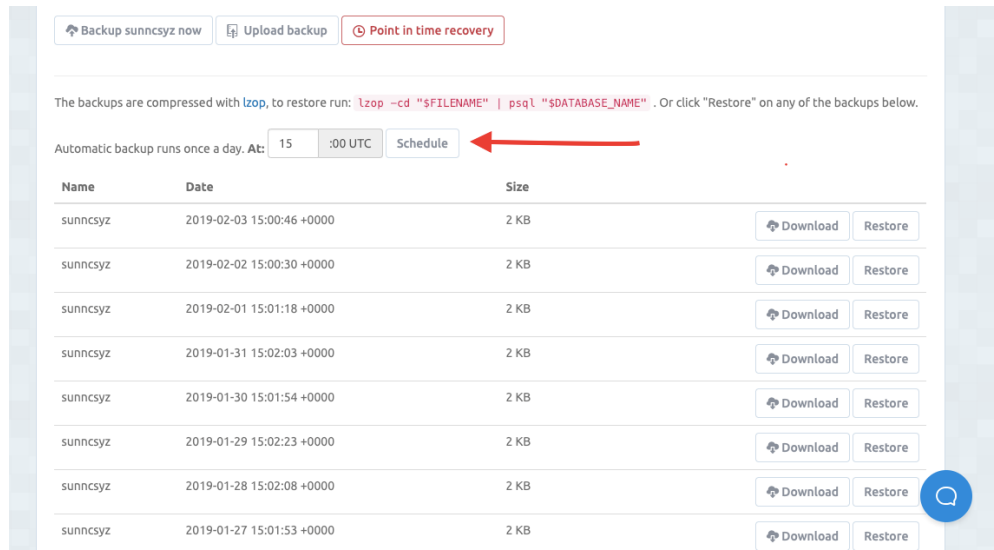 Backup sunncsyz now Upload backup Point in time recovery
The backups are compressed with lzop, to restore run: lzop -cd "$FILENAME" | psql "$DATABASE_NAME" . Or click "Restore" on any of the backups below.
Automatic backup runs once a day. At: 15 :00 UTC Schedule
Name Date Size
sunncsyz 2019-02-03 15:00:46 +0000 2 KB Download Restore
sunncsyz 2019-02-02 15:00:30 +0000 2 KB Download Restore
sunncsyz 2019-02-01 15:01:18 +0000 2 KB Download Restore
sunncsyz 2019-01-31 15:02:03 +0000 2 KB Download Restore
sunncsyz 2019-01-30 15:01:54 +0000 2 KB Download Restore
sunncsyz 2019-01-29 15:02:23 +0000 2 KB Download Restore
sunncsyz 2019-01-28 15:02:08 +0000 2 KB Download Restore
sunncsyz 2019-01-27 15:01:53 +0000 2 KB Download Restore